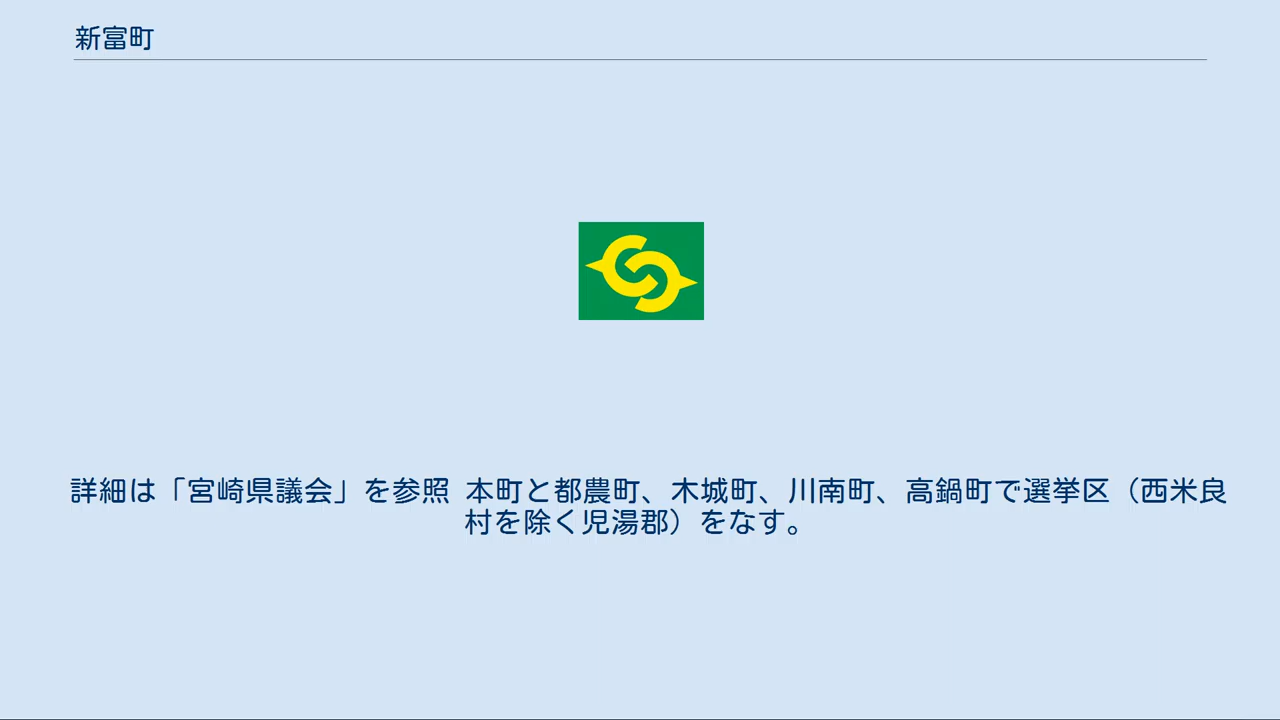 新富町
詳細は「宮崎県議会」を参照 本町と都農町、木城町、川南町、高鍋町で選挙区（西米良
村を除く児湯郡）をなす。